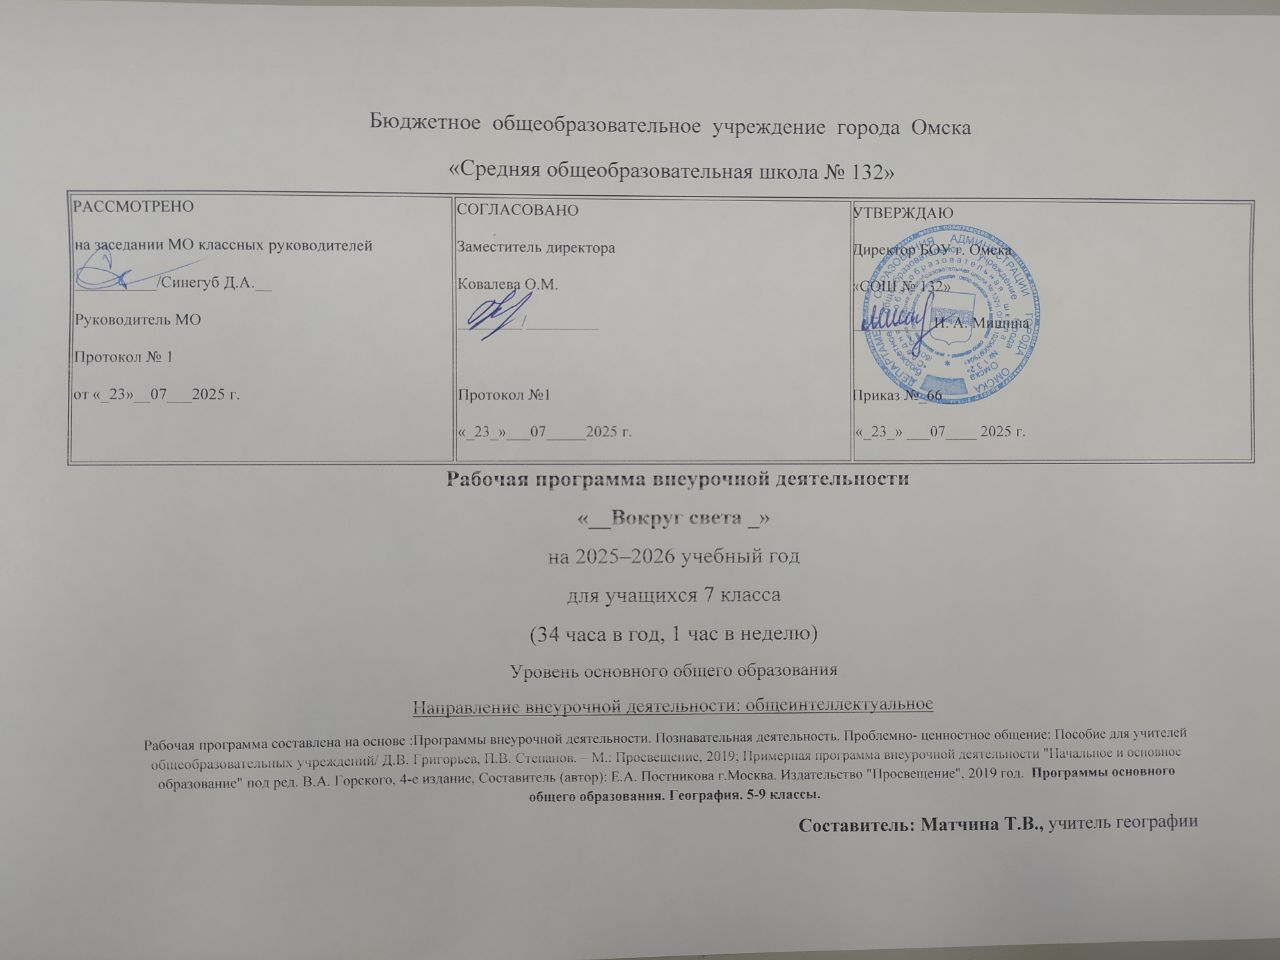 Бюджетное общеобразовательное учреждение города Омска
«Средняя общеобразовательная школа № 132»
РАССМОТРЕНО
на заседании МО классных руководителей
___________/Синегуб Д.А.__
Руководитель МО
Протокол № 1
от «_23»__07___2025 г.
СОГЛАСОВАНО
Заместитель директора
Ковалева О.М.
________/_________
Протокол №1
«_23_»___07_____2025 г.
УТВЕРЖДАЮ
Директор БОУ г. Омска
«СОШ № 132»
И. А. Мищина
Приказ №_66
«_23_» ___07____ 2025 г.
Рабочая программа внеурочной деятельности
«__Вокруг света _»
на 2025–2026 учебный год
для учащихся 7 класса
(34 часа в год, 1 час в неделю)
Уровень основного общего образования
Направление внеурочной деятельности: общеинтеллектуальное
Рабочая программа составлена на основе :Программы внеурочной деятельности. Познавательная деятельность. Проблемно- ценностное общение: Пособие для учителей
общеобразовательных учреждений/ Д.В. Григорьев, П.В. Степанов. – М.: Просвещение, 2019; Примерная программа внеурочной деятельности "Начальное и основное
образование" под ред. В.А. Горского, 4-е издание, Составитель (автор): Е.А. Постникова г.Москва. Издательство "Просвещение", 2019 год. Программы основного
общего образования. География. 5-9 классы.
Составитель: Матчина Т.В., учитель географии